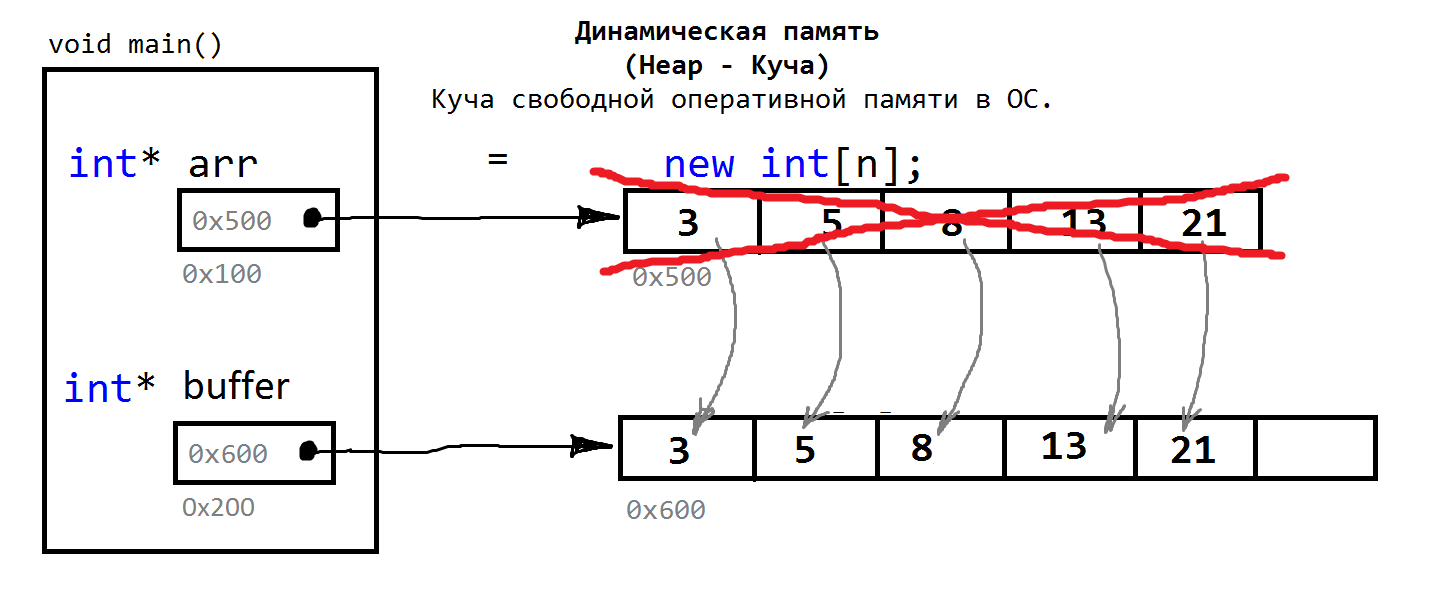 void main()
Динамическая память
(Heap - Куча)
Куча свободной оперативной памяти в ОС.
int* arr = new int[n];
0x500 3 5 8 13 21
0x100 0x500
int* buffer
0x600 3 5 8 13 21
0x200 0x600